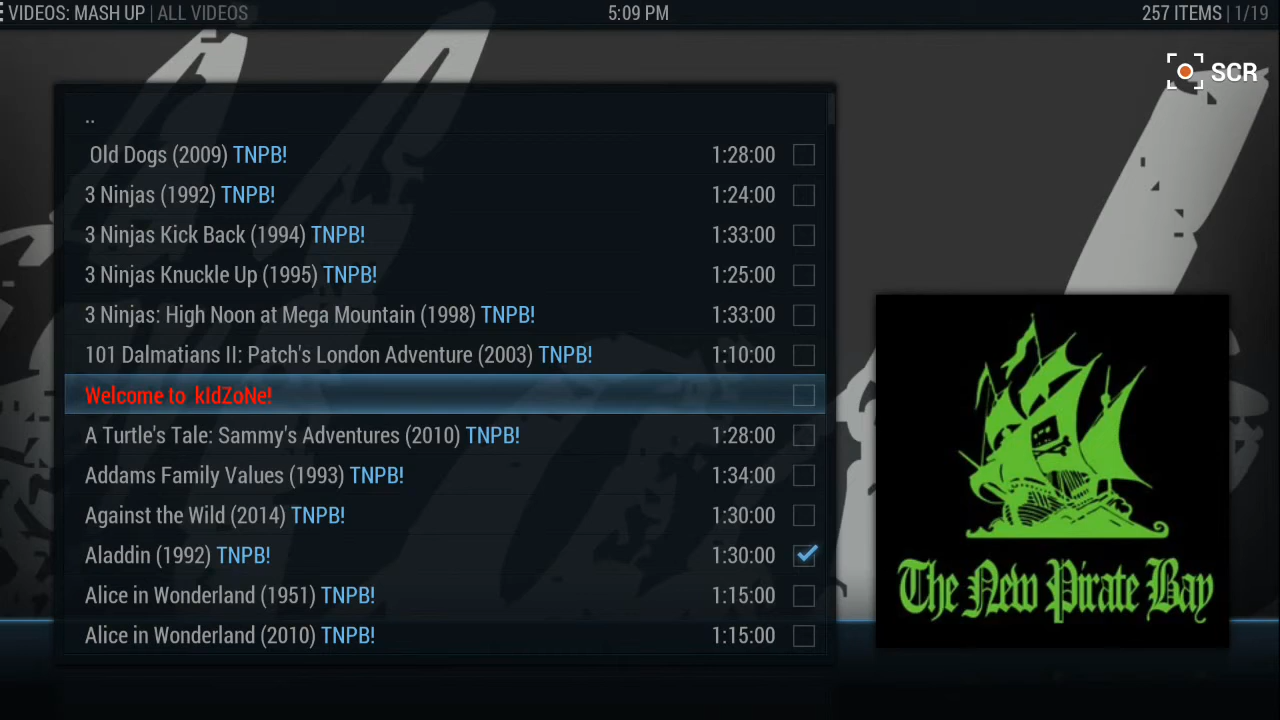 VIDEOS: MASH UP | ALL VIDEOS
5:09 PM
257 ITEMS | 1/19
SCR
..
Old Dogs (2009) TNPB! 1:28:00
3 Ninjas (1992) TNPB! 1:24:00
3 Ninjas Kick Back (1994) TNPB! 1:33:00
3 Ninjas Knuckle Up (1995) TNPB! 1:25:00
3 Ninjas: High Noon at Mega Mountain (1998) TNPB! 1:33:00
101 Dalmatians II: Patch's London Adventure (2003) TNPB! 1:10:00
Welcome to kIdZoNe!
A Turtle's Tale: Sammy's Adventures (2010) TNPB! 1:28:00
Addams Family Values (1993) TNPB! 1:34:00
Against the Wild (2014) TNPB! 1:30:00
Aladdin (1992) TNPB! 1:30:00
Alice in Wonderland (1951) TNPB! 1:15:00
Alice in Wonderland (2010) TNPB! 1:15:00
The New Pirate Bay